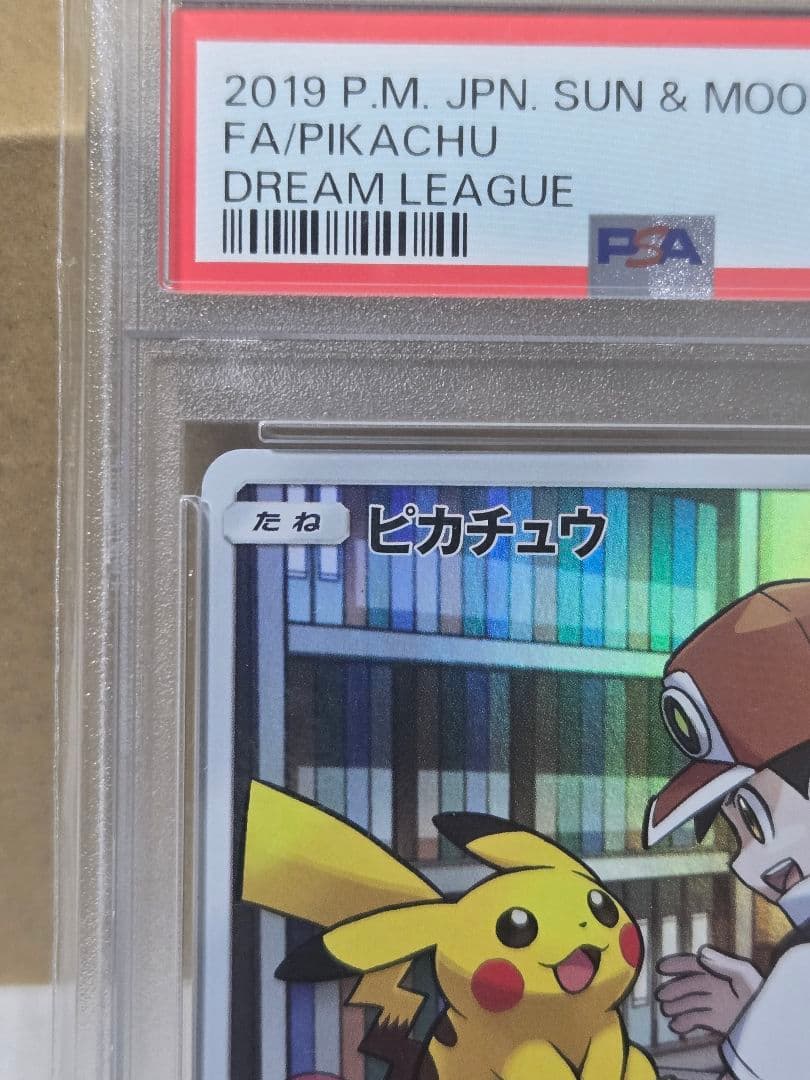 2019 P.M. JPN. SUN & MOO
FA/PIKACHU
DREAM LEAGUE
PSA
たね ピカチュウ